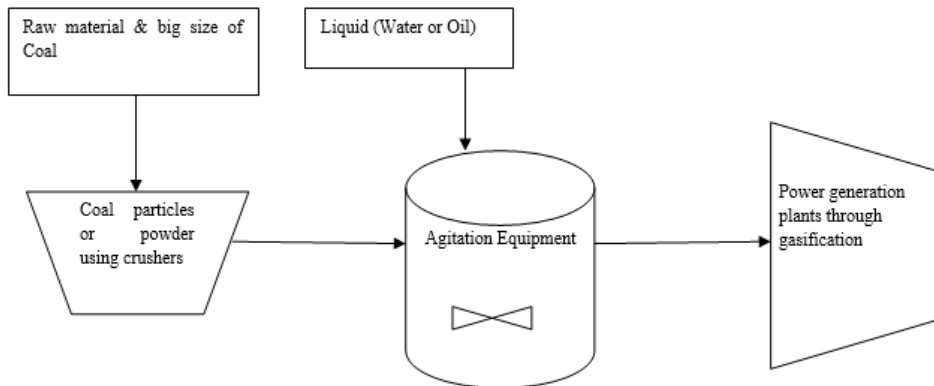 Raw material & big size of
Coal
Liquid (Water or Oil)
Coal particles
or powder
using crushers
Agitation Equipment
Power generation
plants through
gasification